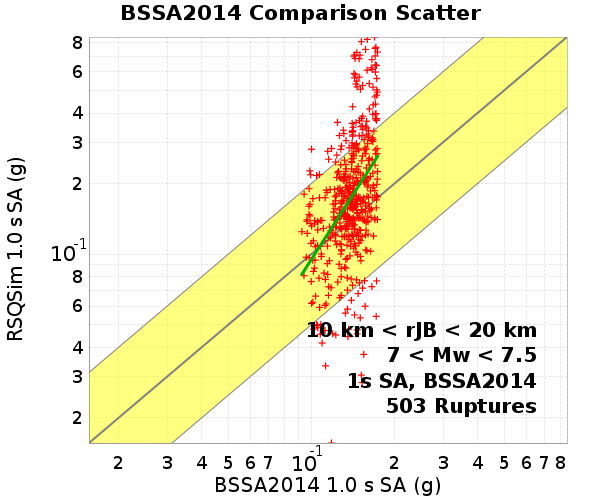 BSSA2014 Comparison Scatter
RSQSim 1.0 s SA (g)
8
6
4
3
2
10⁻¹
8
6
4
3
2
10 km < rJB < 20 km
7 < Mw < 7.5
1s SA, BSSA2014
503 Ruptures
2 3 4 5 6 7 10⁻¹ 2 3 4 5 6 7 8
BSSA2014 1.0 s SA (g)